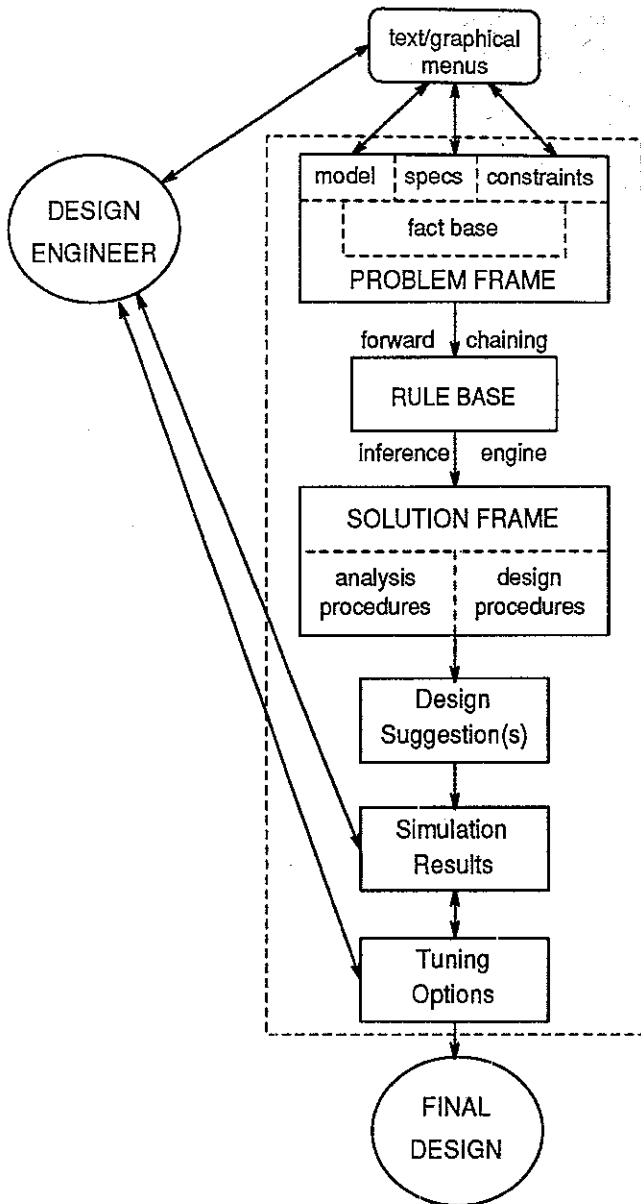 text/graphical
menus
DESIGN
ENGINEER
model specs constraints
fact base
PROBLEM FRAME
forward chaining
RULE BASE
inference engine
SOLUTION FRAME
analysis design
procedures procedures
Design
Suggestion(s)
Simulation
Results
Tuning
Options
FINAL
DESIGN